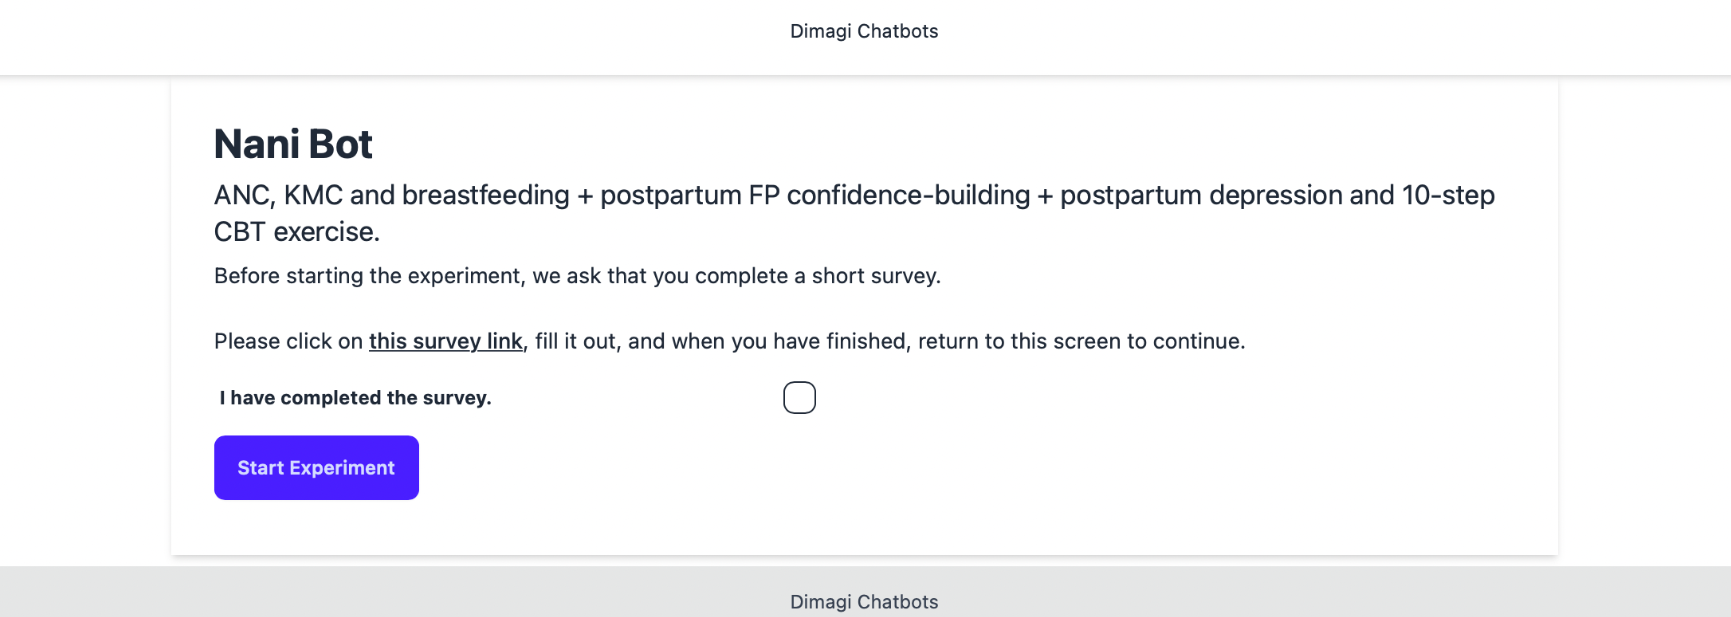 Dimagi Chatbots
Nani Bot
ANC, KMC and breastfeeding + postpartum FP confidence-building + postpartum depression and 10-step
CBT exercise.
Before starting the experiment, we ask that you complete a short survey.
Please click on this survey link, fill it out, and when you have finished, return to this screen to continue.
I have completed the survey.
Start Experiment
Dimagi Chatbots